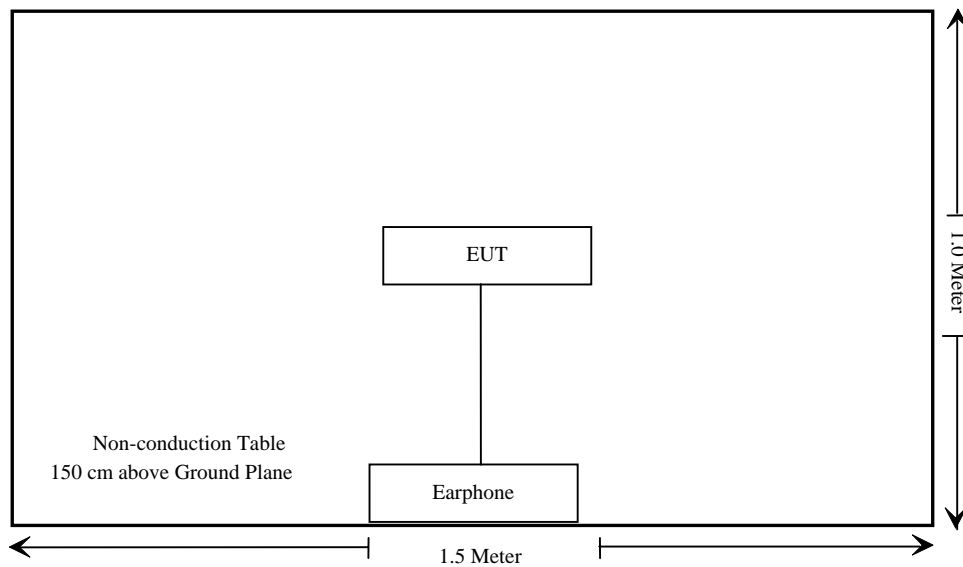 EUT
1.0 Meter
Non-conduction Table
150 cm above Ground Plane
Earphone
1.5 Meter